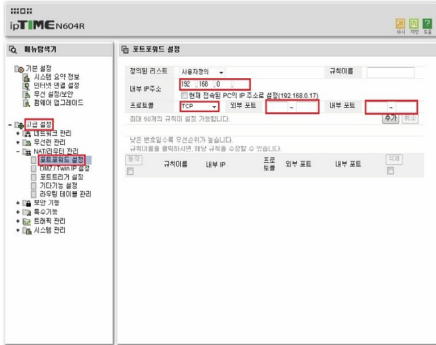 ipTIME N604R
메뉴탐색기
포트포워드 설정
기본 설정
시스템 요약 정보
인터넷 연결 설정
무선 설정/보안
펌웨어 업그레이드
고급 설정
네트워크 관리
무선랜 관리
NAT/라우터 관리
포트포워드 설정
DMZ/Twin IP 설정
포트트리거 설정
기타기능 설정
라우팅 테이블 관리
보안 기능
특수기능
트래픽 관리
시스템 관리
정의된 리스트 사용자정의 규칙이름
내부 IP주소 192 .168 .0 .
현재 접속된 PC의 IP 주소로 설정(192.168.0.17)
프로토콜 TCP 외부 포트 ~ 내부 포트 ~
최대 60개의 규칙이 설정 가능합니다. 추가 취소
낮은 번호일수록 우선순위가 높습니다.
규칙이름을 클릭하시면, 해당 규칙을 수정할 수 있습니다.
규칙이름 내부 IP 프로토콜 외부 포트 내부 포트 삭제